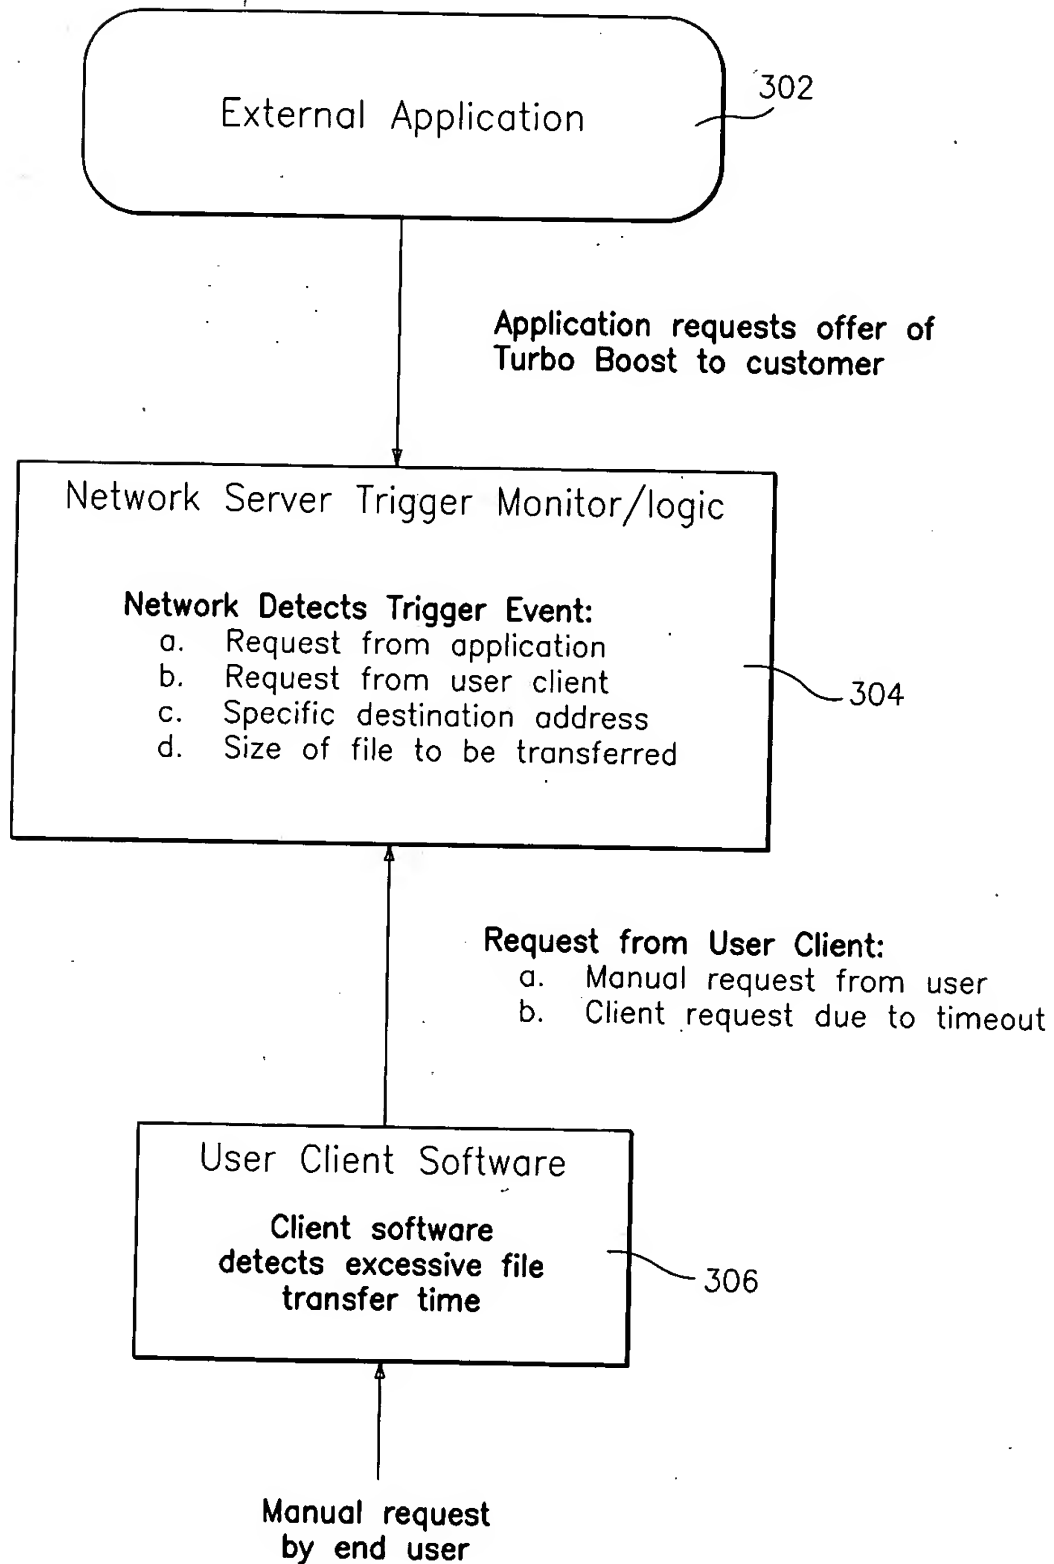 External Application
302
Application requests offer of
Turbo Boost to customer
Network Server Trigger Monitor/logic
Network Detects Trigger Event:
a. Request from application
b. Request from user client
c. Specific destination address
d. Size of file to be transferred
304
Request from User Client:
a. Manual request from user
b. Client request due to timeout
User Client Software
Client software
detects excessive file
transfer time
306
Manual request
by end user